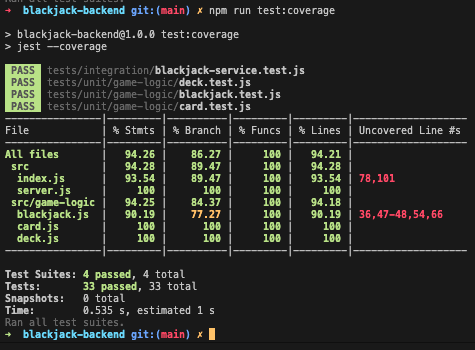 Ran all test suites.
➜  blackjack-backend git:(main) ✗ npm run test:coverage
> blackjack-backend@1.0.0 test:coverage
> jest --coverage
PASS  tests/integration/blackjack-service.test.js
PASS  tests/unit/game-logic/deck.test.js
PASS  tests/unit/game-logic/blackjack.test.js
PASS  tests/unit/game-logic/card.test.js
File | % Stmts | % Branch | % Funcs | % Lines | Uncovered Line #s
All files | 94.26 | 86.27 | 100 | 94.21 |
src | 94.28 | 89.47 | 100 | 94.28 |
index.js | 93.54 | 89.47 | 100 | 93.54 | 78,101
server.js | 100 | 100 | 100 | 100 |
src/game-logic | 94.25 | 84.37 | 100 | 94.18 |
blackjack.js | 90.19 | 77.27 | 100 | 90.19 | 36,47-48,54,66
card.js | 100 | 100 | 100 | 100 |
deck.js | 100 | 100 | 100 | 100 |
Test Suites: 4 passed, 4 total
Tests:       33 passed, 33 total
Snapshots:   0 total
Time:        0.535 s, estimated 1 s
Ran all test suites.
➜  blackjack-backend git:(main) ✗